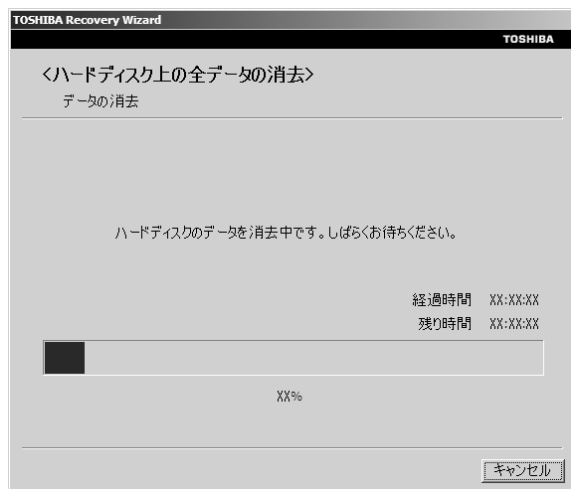 TOSHIBA Recovery Wizard
TOSHIBA
<ハードディスク上の全データの消去>
データの消去
ハードディスクのデータを消去中です。しばらくお待ちください。
経過時間 XX:XX:XX
残り時間 XX:XX:XX
XX%
キャンセル